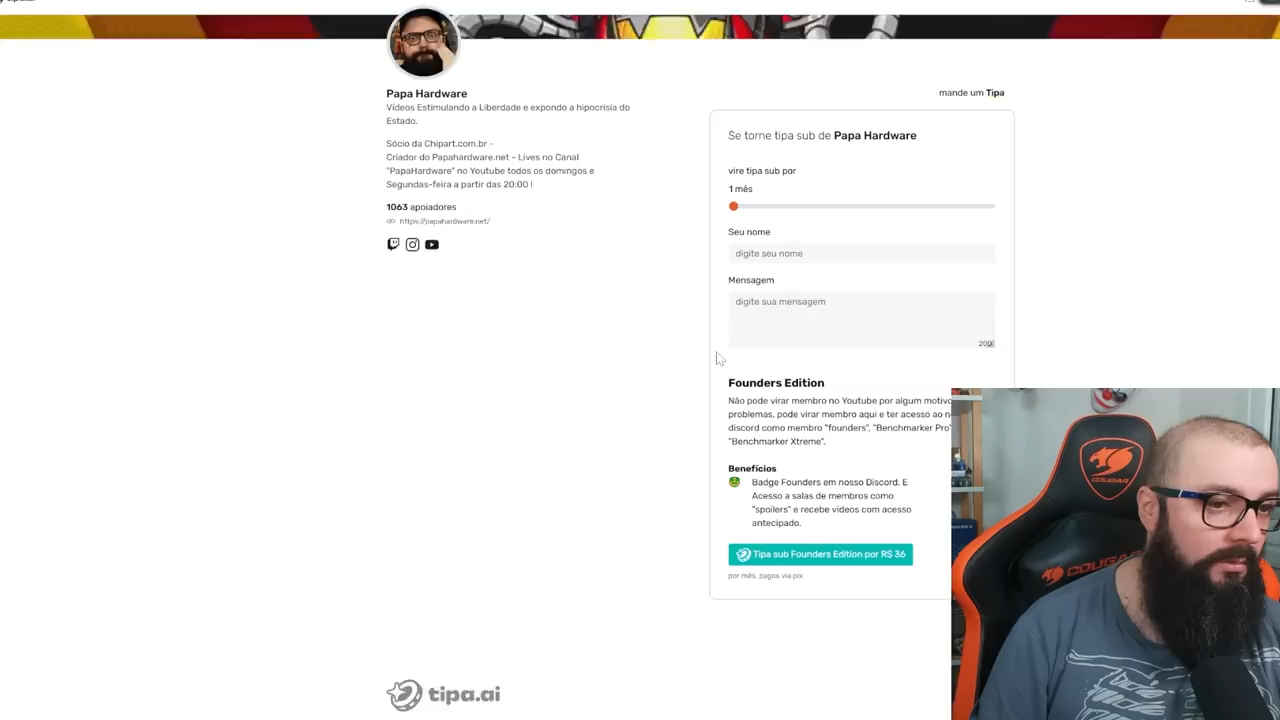 Papa Hardware
Vídeos Estimulando a Liberdade e expondo a hipocrisia do
Estado.
Sócio da Chipart.com.br -
Criador do Papahardware.net - Lives no Canal
"PapaHardware" no Youtube todos os domingos e
Segundas-feira a partir das 20:00 !
1063 apoiadores
https://papahardware.net/
mande um Tipa
Se torne tipa sub de Papa Hardware
vire tipa sub por
1 mês
Seu nome
digite seu nome
Mensagem
digite sua mensagem
200
Founders Edition
Não pode virar membro no Youtube por algum motivo
problemas, pode virar membro aqui e ter acesso ao n
discord como membro "founders", "Benchmarker Pro"
"Benchmarker Xtreme".
Benefícios
Badge Founders em nosso Discord. E
Acesso a salas de membros como
"spoilers" e recebe videos com acesso
antecipado.
Tipa sub Founders Edition por R$ 36
por mês, pagos via pix
tipa.ai
COUGAR
COUGAR